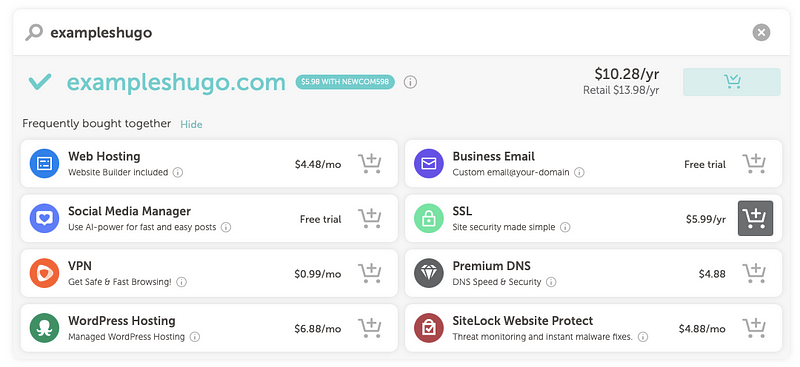 exampleshugo
exampleshugo.com $5.98 WITH NEWCOM598 $10.28/yr
Retail $13.98/yr
Frequently bought together Hide
Web Hosting
Website Builder included
$4.48/mo
Business Email
Custom email@your-domain
Free trial
Social Media Manager
Use AI-power for fast and easy posts
Free trial
SSL
Site security made simple
$5.99/yr
VPN
Get Safe & Fast Browsing!
$0.99/mo
Premium DNS
DNS Speed & Security
$4.88
WordPress Hosting
Managed WordPress Hosting
$6.88/mo
SiteLock Website Protect
Threat monitoring and instant malware fixes.
$4.88/mo